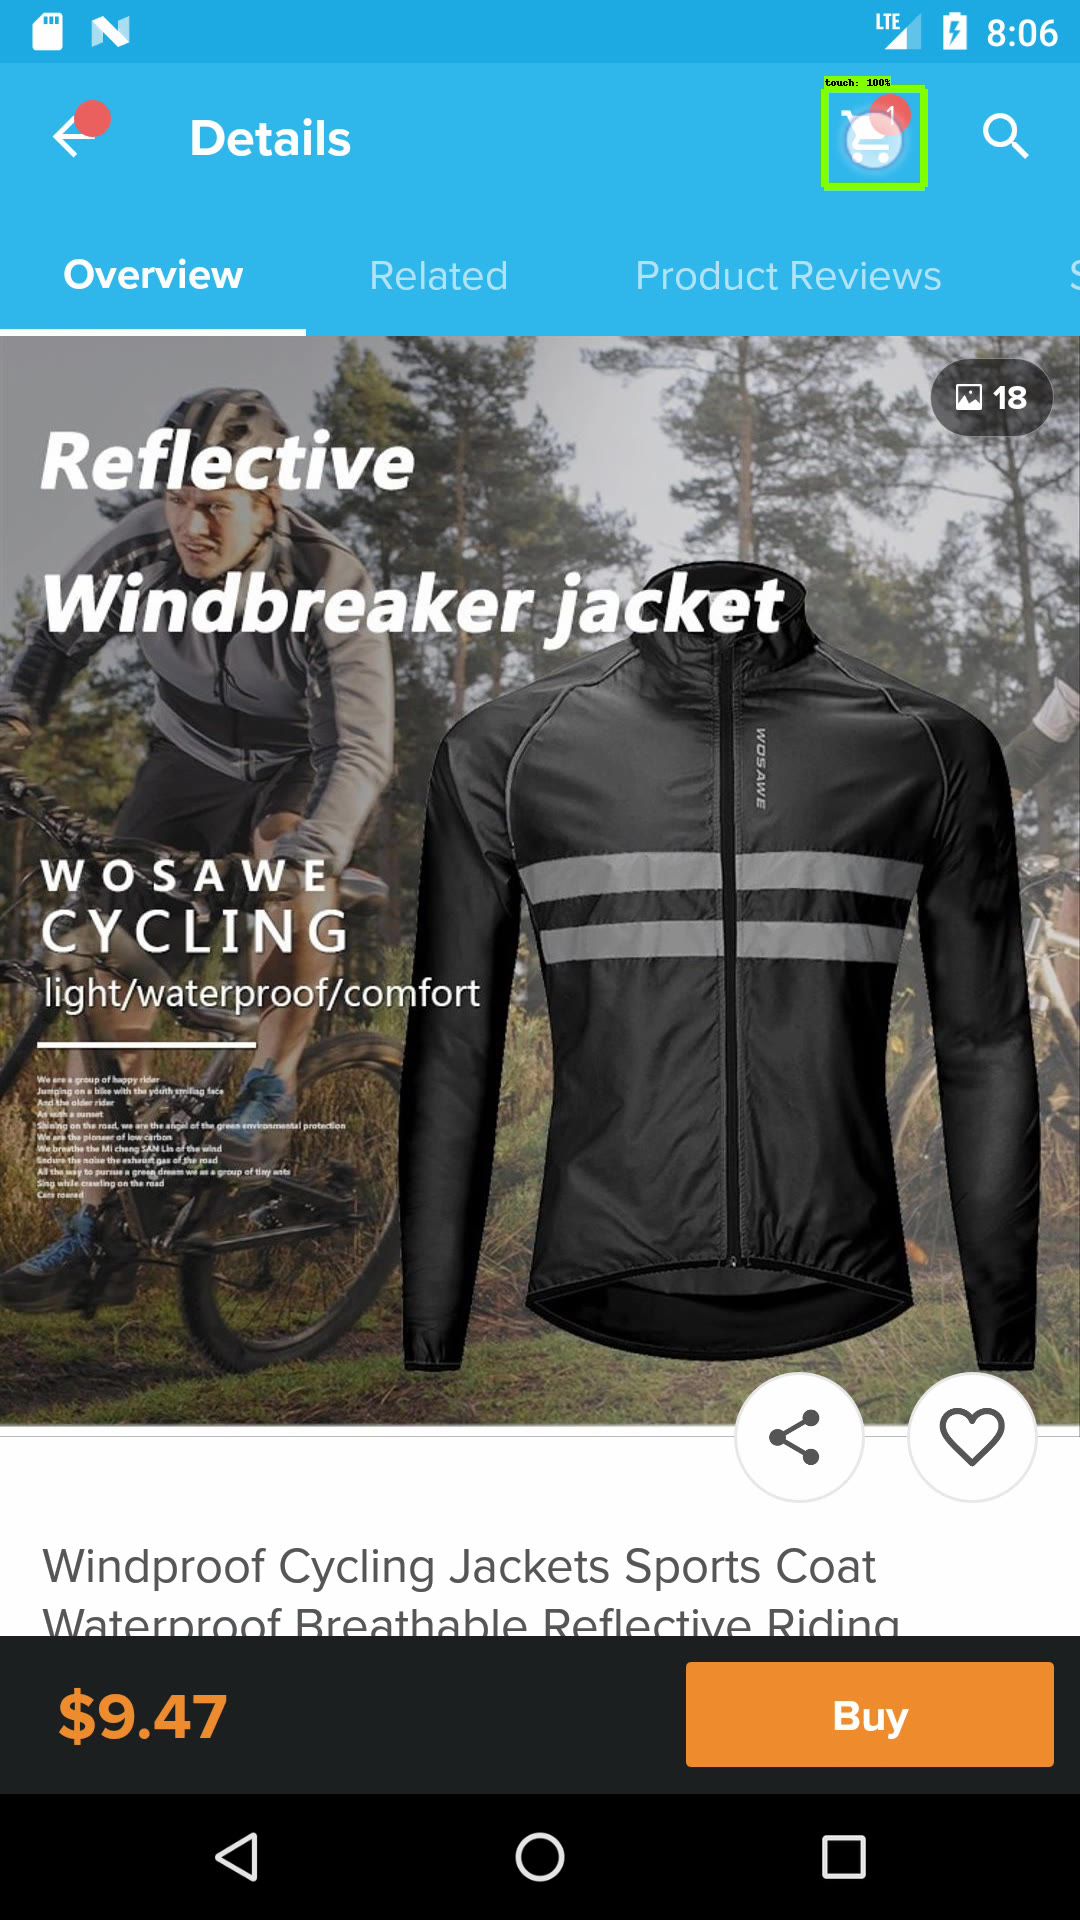 LTE 8:06
touch: 100%
1
Details
Overview Related Product Reviews S
18
Reflective
Windbreaker jacket
WOSAWE
WOSAWE
CYCLING
light/waterproof/comfort
We are a group of happy rider
Jumping on a bike with the youth smiling face
And the older rider
As with a sunset
Shining on the road, we are the angel of the green environmental protection
We are the pioneer of low carbon
We breathe the Mi cheng SAN Lin of the wind
Endure the noise the exhaust gas of the road
All the way to pursue a green dream we as a group of tiny ants
Sing while crawling on the road
Cars roared
Windproof Cycling Jackets Sports Coat
Waterproof Breathable Reflective Riding
$9.47
Buy